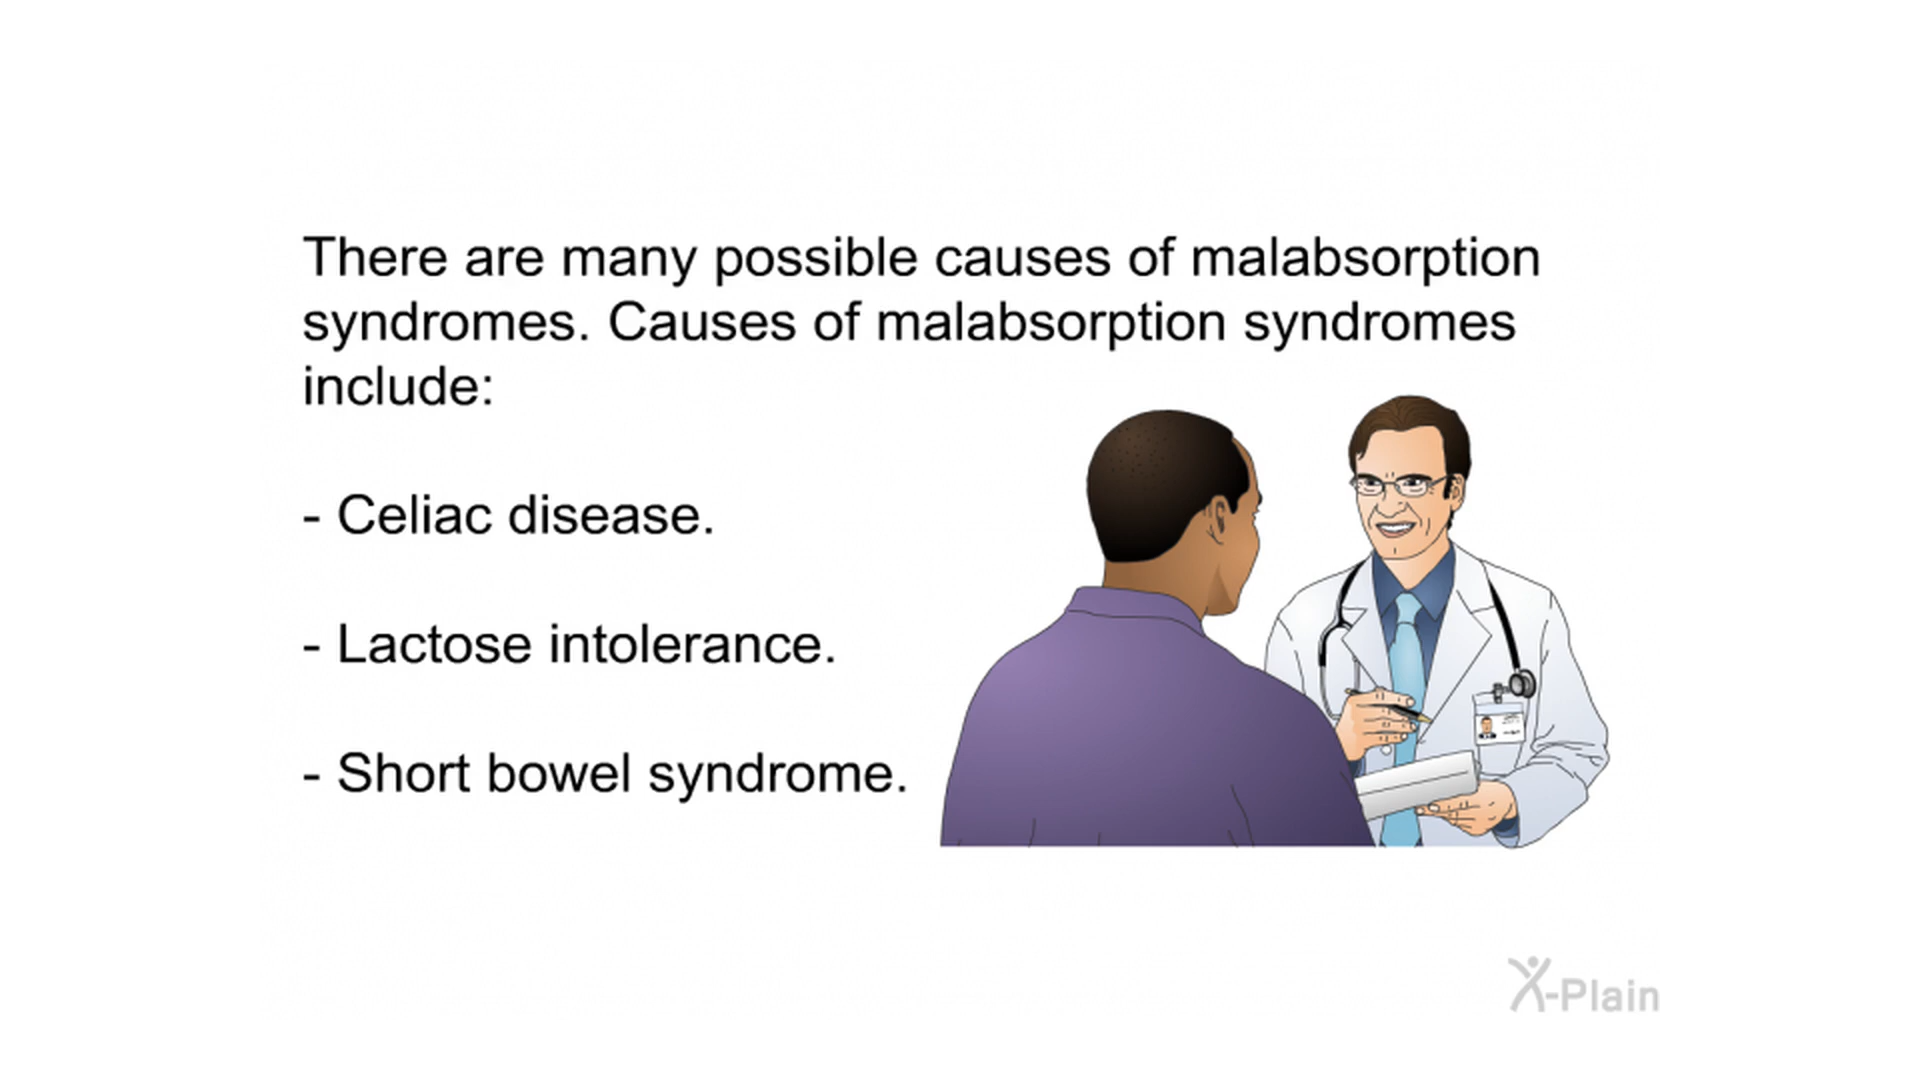 There are many possible causes of malabsorption
syndromes. Causes of malabsorption syndromes
include:
- Celiac disease.
- Lactose intolerance.
- Short bowel syndrome.
X-Plain